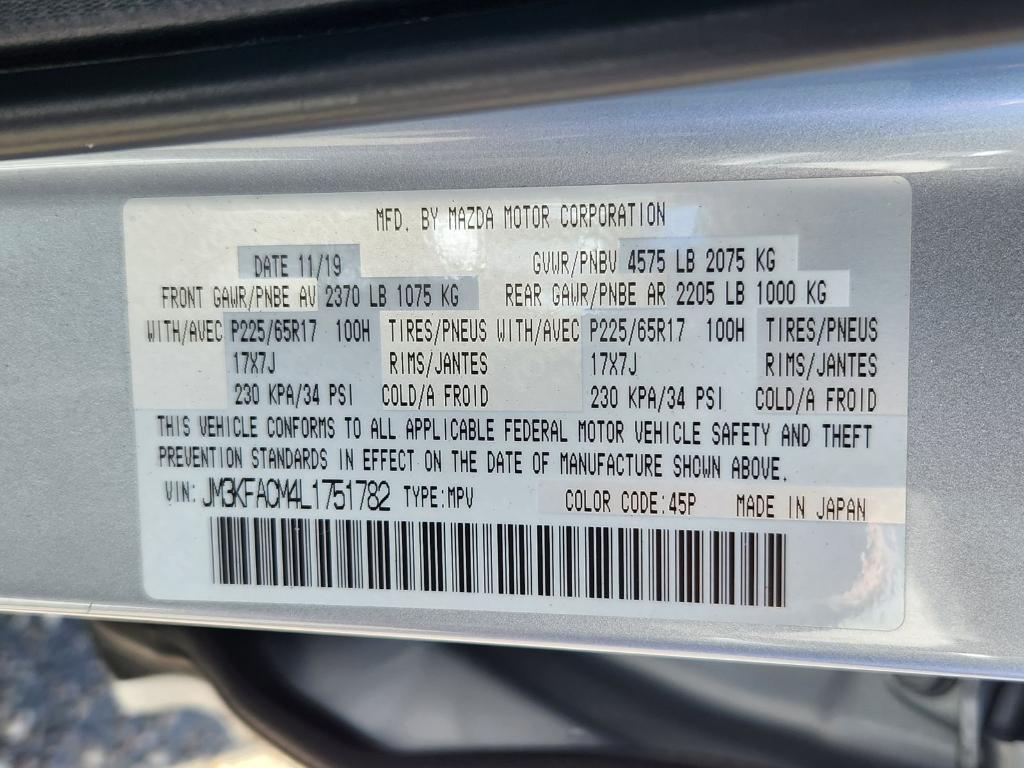 MFD. BY MAZDA MOTOR CORPORATION
DATE 11/19 GVWR/PNBV 4575 LB 2075 KG
FRONT GAWR/PNBE AV 2370 LB 1075 KG REAR GAWR/PNBE AR 2205 LB 1000 KG
WITH/AVEC P225/65R17 100H TIRES/PNEUS WITH/AVEC P225/65R17 100H TIRES/PNEUS
17X7J RIMS/JANTES 17X7J RIMS/JANTES
230 KPA/34 PSI COLD/A FROID 230 KPA/34 PSI COLD/A FROID
THIS VEHICLE CONFORMS TO ALL APPLICABLE FEDERAL MOTOR VEHICLE SAFETY AND THEFT
PREVENTION STANDARDS IN EFFECT ON THE DATE OF MANUFACTURE SHOWN ABOVE.
VIN: JM3KFACM4L1751782 TYPE:MPV COLOR CODE:45P MADE IN JAPAN